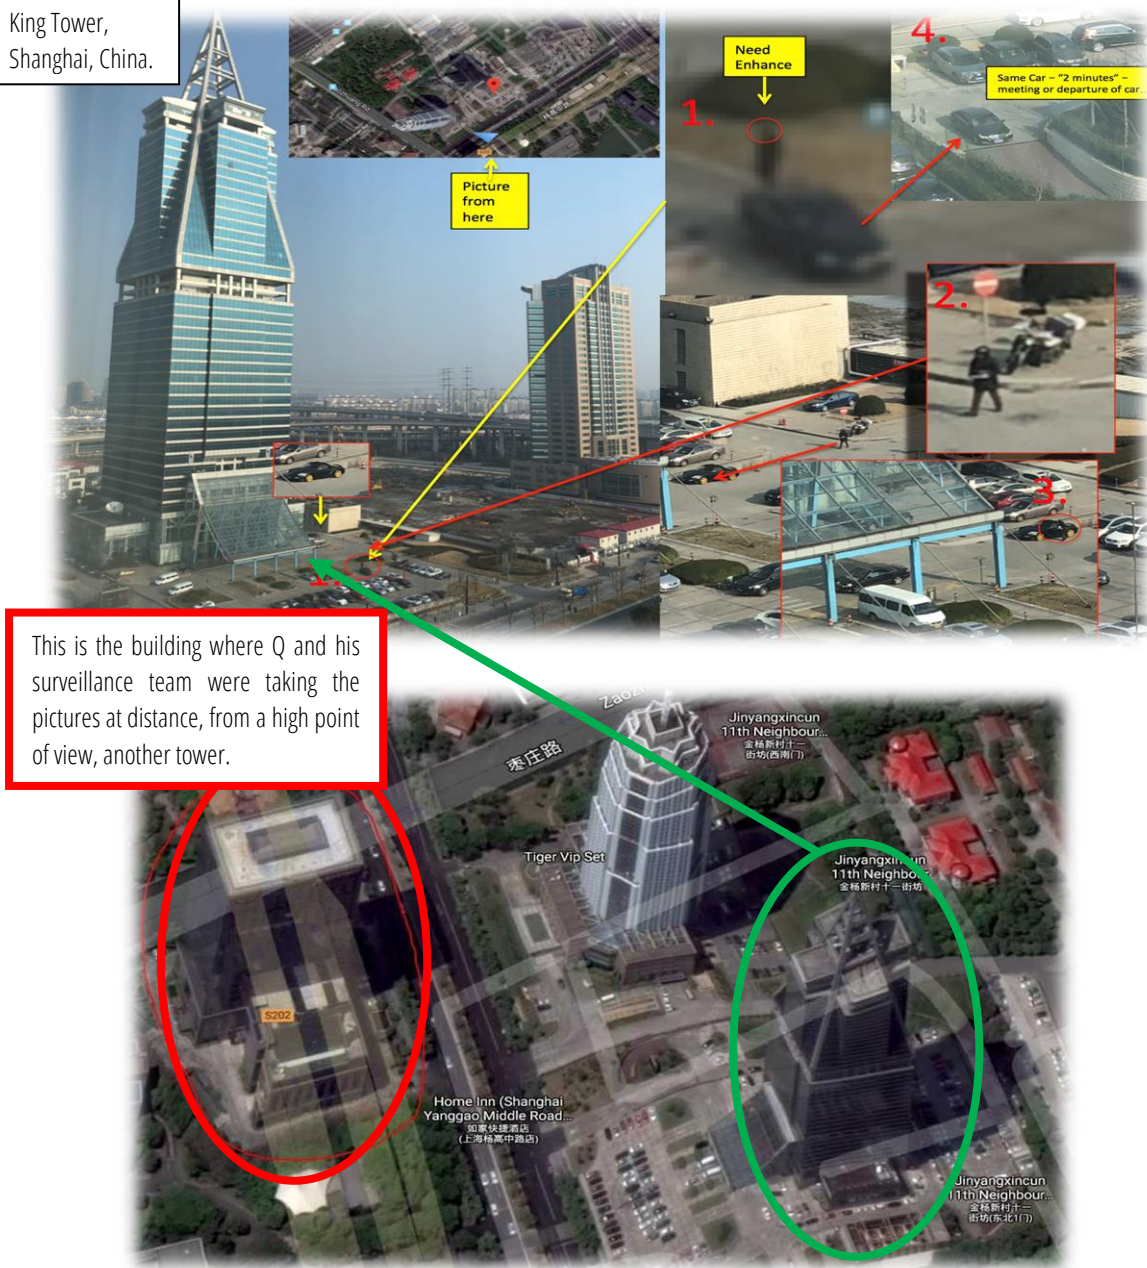 King Tower,
Shanghai, China.
Need
Enhance
1.
4.
Same Car – "2 minutes" –
meeting or departure of car..
Picture
from
here
2.
3.
1.
This is the building where Q and his
surveillance team were taking the
pictures at distance, from a high point
of view, another tower.
枣庄路
Jinyangxincun
11th Neighbour...
金杨新村十一
街坊(西南门)
Tiger Vip Set
Jinyangxincun
11th Neighbour
金杨新村十一街坊
S202
Home Inn (Shanghai
Yanggao Middle Road...
如家快捷酒店
(上海杨高中路店)
Jinyangxincun
11th Neighbour...
金杨新村十一
街坊(东北1门)